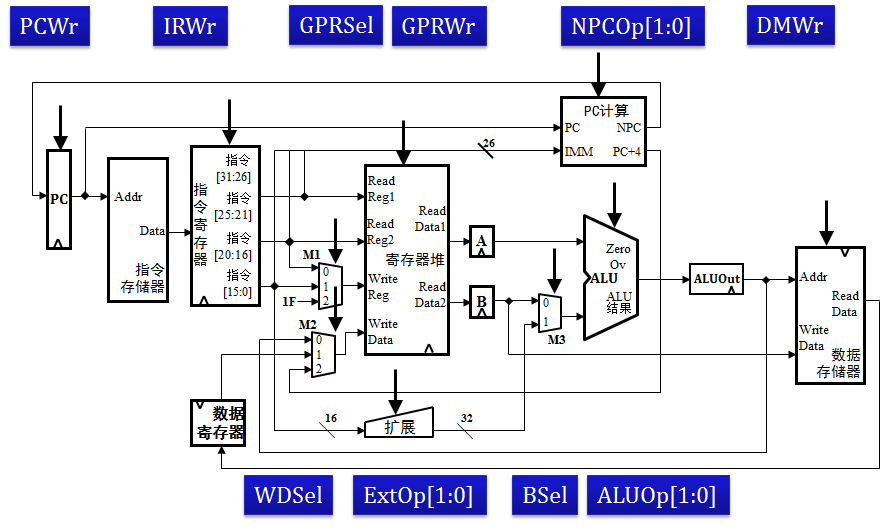 PCWr
IRWr
GPRSel
GPRWr
NPCOp[1:0]
DMWr
PC计算
PC
NPC
IMM
PC+4
26
PC
Addr
Data
指令
存储器
指令寄存器
指令
[31:26]
指令
[25:21]
指令
[20:16]
指令
[15:0]
M1
0
1
2
1F
M2
0
1
2
Read
Reg1
Read
Reg2
Write
Reg
Write
Data
Read
Data1
寄存器堆
Read
Data2
A
B
0
1
M3
Zero
Ov
ALU
ALU
结果
ALUOut
Addr
Read
Data
Write
Data
数据
存储器
数据
寄存器
16
扩展
32
WDSel
ExtOp[1:0]
BSel
ALUOp[1:0]